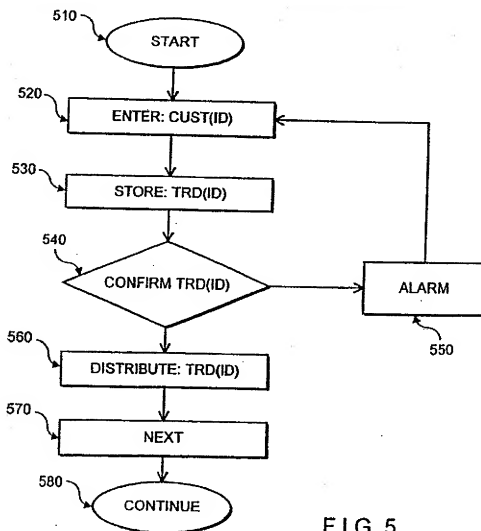 510
START
520
ENTER: CUST(ID)
530
STORE: TRD(ID)
540
CONFIRM TRD(ID)
ALARM
550
560
DISTRIBUTE: TRD(ID)
570
NEXT
580
CONTINUE
FIG 5